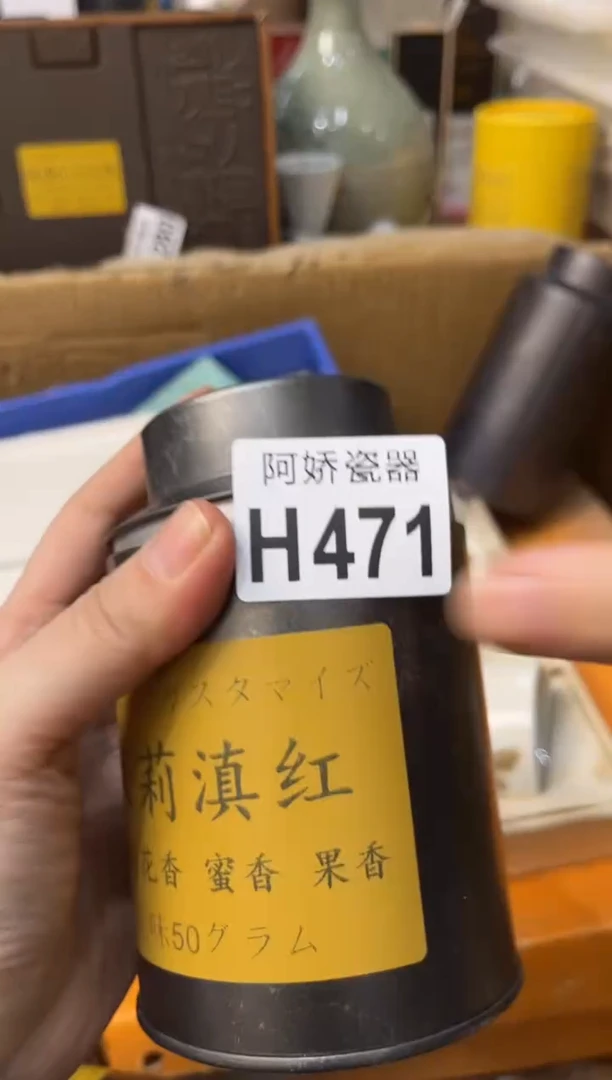 阿娇瓷器
H471
スタマイズ
莉滇红
花香 蜜香 果香
味50グラム